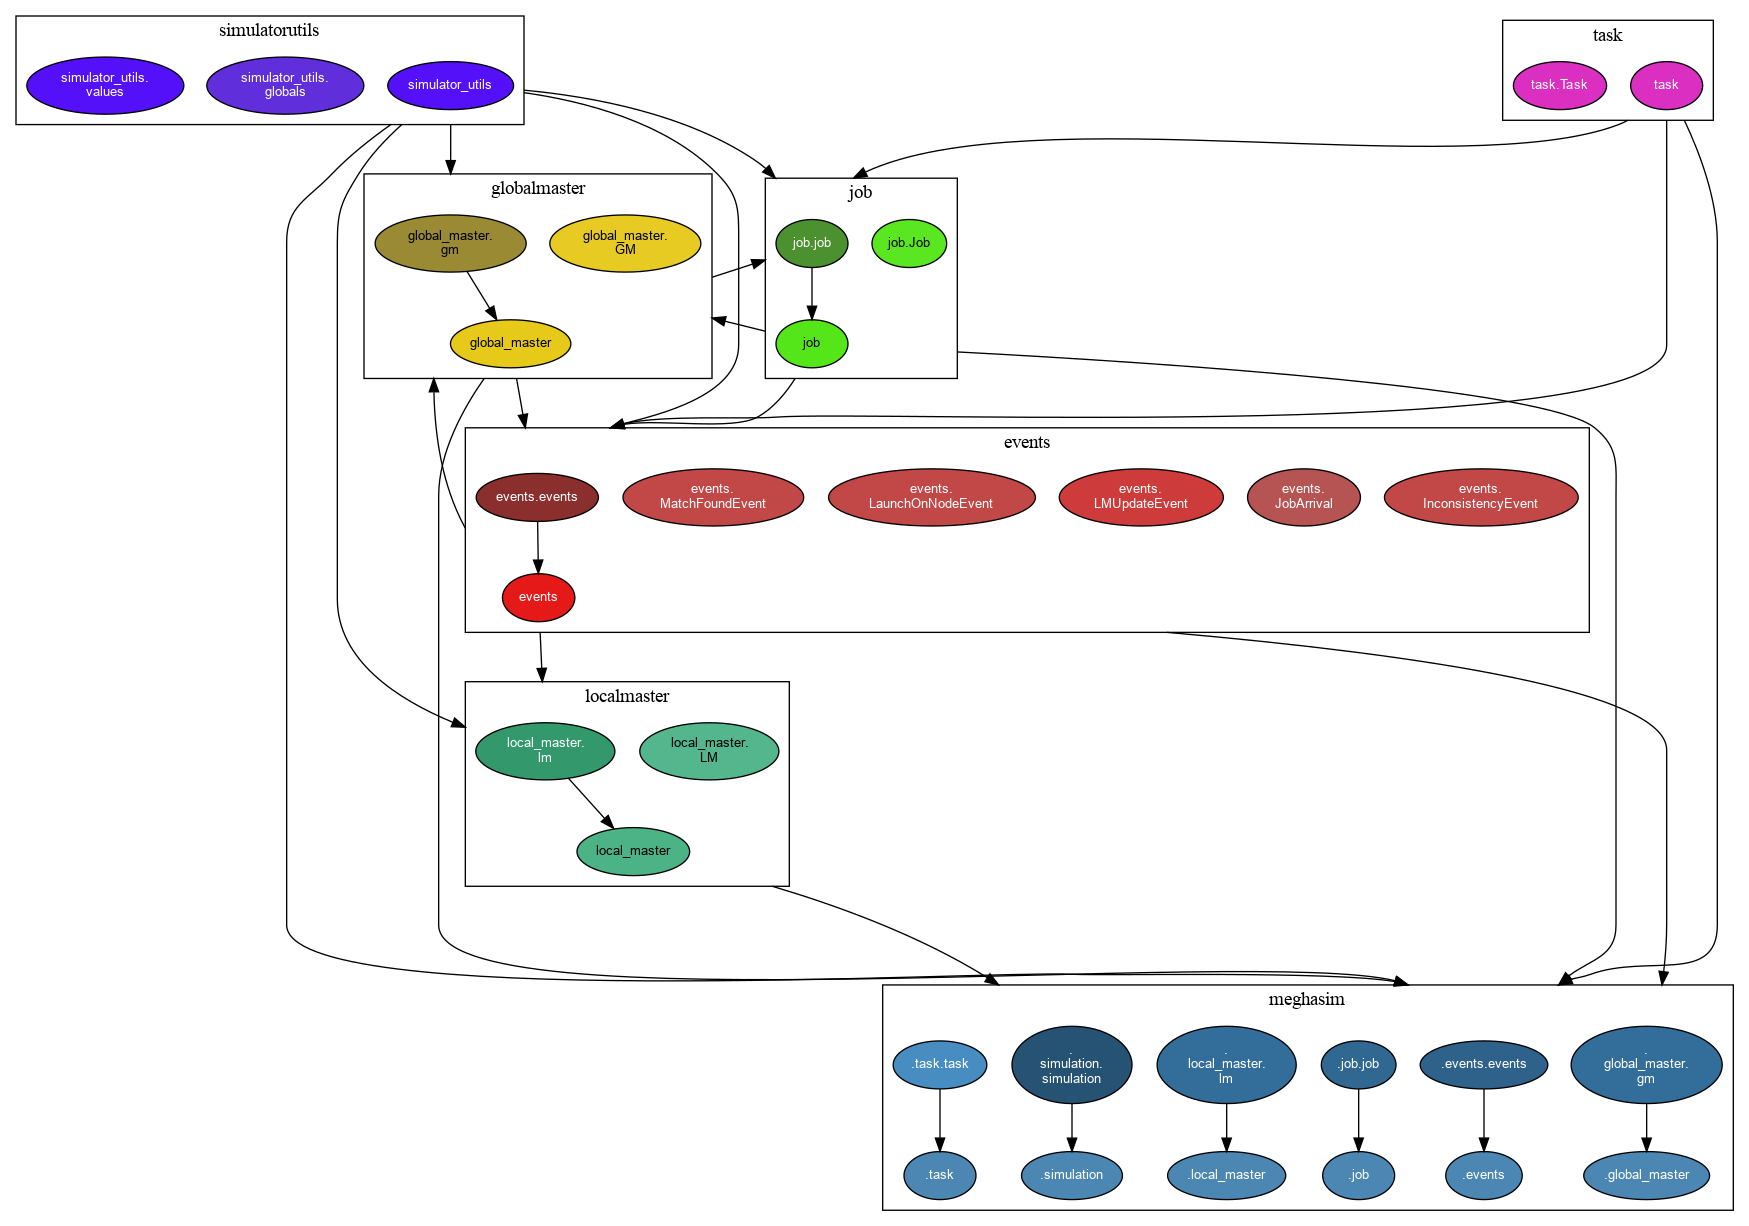 simulatorutils
simulator_utils.
values
simulator_utils.
globals
simulator_utils
task
task.Task
task
globalmaster
global_master.
gm
global_master.
GM
global_master
job
job.job
job.Job
job
events
events.events
events.
MatchFoundEvent
events.
LaunchOnNodeEvent
events.
LMUpdateEvent
events.
JobArrival
events.
InconsistencyEvent
events
localmaster
local_master.
lm
local_master.
LM
local_master
meghasim
.task.task
.
simulation.
simulation
.
local_master.
lm
.job.job
.events.events
.
global_master.
gm
.task
.simulation
.local_master
.job
.events
.global_master